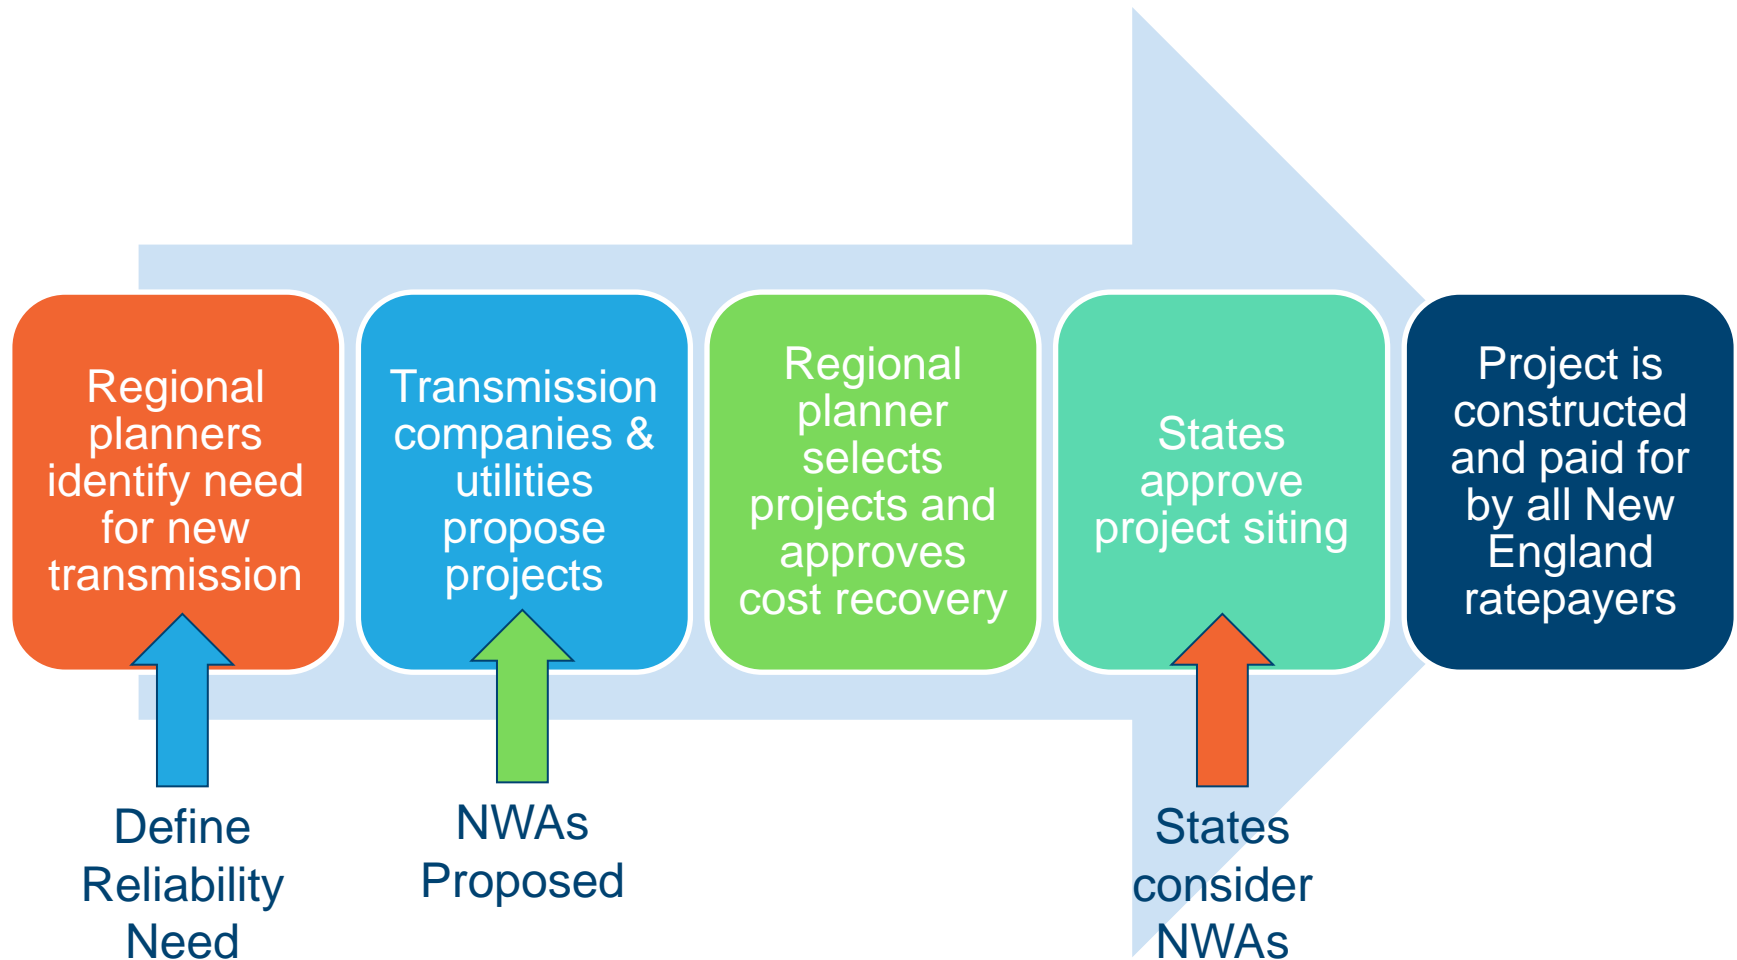 Regional
planners
identify need
for new
transmission
Transmission
companies &
utilities
propose
projects
Regional
planner
selects
projects and
approves
cost recovery
States
approve
project siting
Project is
constructed
and paid for
by all New
England
ratepayers
Define
Reliability
Need
NWAs
Proposed
States
consider
NWAs